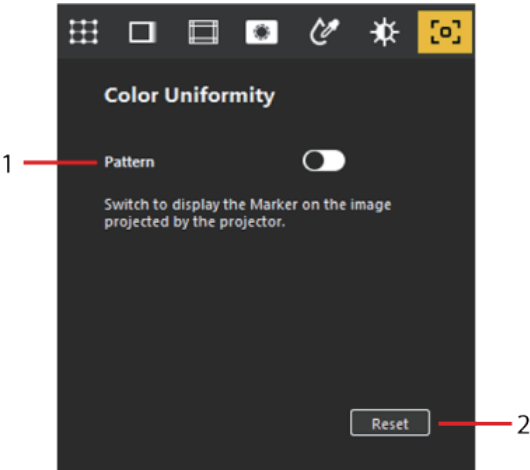 Color Uniformity
1
Pattern
Switch to display the Marker on the image
projected by the projector.
Reset
2